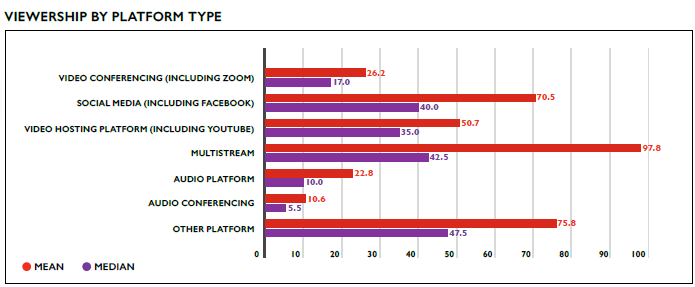 VIEWERSHIP BY PLATFORM TYPE
VIDEO CONFERENCING (INCLUDING ZOOM) 26.2
17.0
SOCIAL MEDIA (INCLUDING FACEBOOK) 70.5
40.0
VIDEO HOSTING PLATFORM (INCLUDING YOUTUBE) 50.7
35.0
MULTISTREAM 97.8
42.5
AUDIO PLATFORM 22.8
10.0
AUDIO CONFERENCING 10.6
5.5
OTHER PLATFORM 75.8
47.5
0 10 20 30 40 50 60 70 80 90 100
MEAN MEDIAN